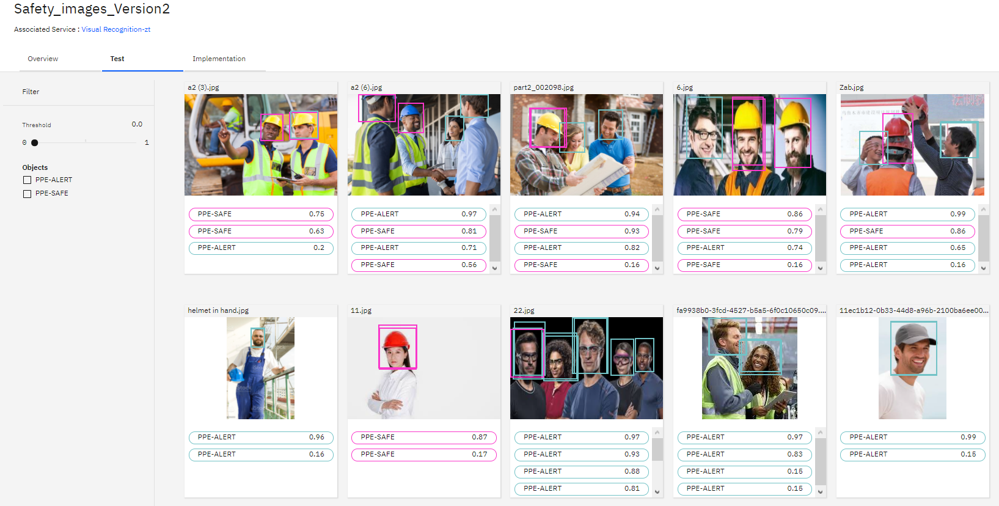 Safety_images_Version2
Associated Service : Visual Recognition-zt
Overview
Test
Implementation
Filter
Threshold
0.0
0
1
Objects
PPE-ALERT
PPE-SAFE
a2 (3).jpg
PPE-SAFE 0.75
PPE-SAFE 0.63
PPE-ALERT 0.2
a2 (6).jpg
PPE-ALERT 0.97
PPE-SAFE 0.81
PPE-ALERT 0.71
PPE-SAFE 0.56
part2_002098.jpg
PPE-ALERT 0.94
PPE-SAFE 0.93
PPE-ALERT 0.82
PPE-SAFE 0.16
6.jpg
PPE-SAFE 0.86
PPE-SAFE 0.79
PPE-ALERT 0.74
PPE-SAFE 0.16
Zab.jpg
PPE-ALERT 0.99
PPE-SAFE 0.86
PPE-ALERT 0.65
PPE-ALERT 0.16
helmet in hand.jpg
iStock
PPE-ALERT 0.96
PPE-ALERT 0.16
11.jpg
PPE-SAFE 0.87
PPE-SAFE 0.17
22.jpg
PPE-ALERT 0.97
PPE-ALERT 0.93
PPE-ALERT 0.88
PPE-ALERT 0.81
fa9938b0-3fcd-4527-b5a5-6f0c10650c09....
PPE-ALERT 0.97
PPE-ALERT 0.83
PPE-ALERT 0.15
PPE-ALERT 0.15
11ec1b12-0b33-44d8-a96b-2100ba6ee00...
PPE-ALERT 0.99
PPE-ALERT 0.15